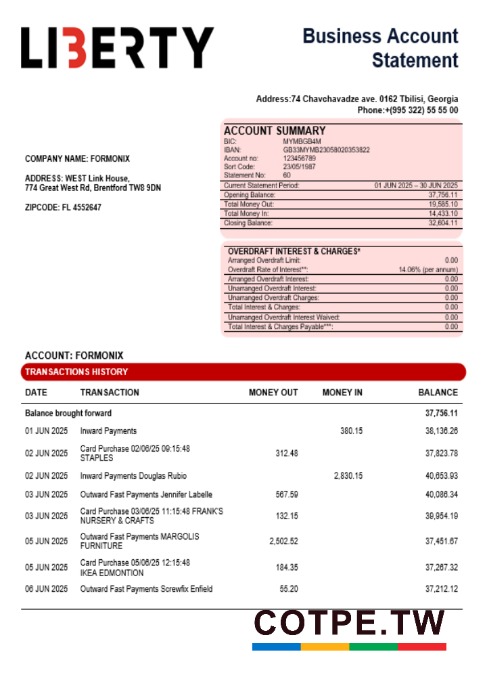 LIBERTY
Business Account
Statement
Address:74 Chavchavadze ave. 0162 Tbilisi, Georgia
Phone:+(995 322) 55 55 00
ACCOUNT SUMMARY
BIC: MYMBGB4M
IBAN: GB33MYMB23058020353822
Account no: 123456789
Sort Code: 23/05/1987
Statement No: 60
Current Statement Period: 01 JUN 2025 – 30 JUN 2025
Opening Balance: 37,756.11
Total Money Out: 19,585.10
Total Money In: 14,433.10
Closing Balance: 32,604.11
COMPANY NAME: FORMONIX
ADDRESS: WEST Link House,
774 Great West Rd, Brentford TW8 9DN
ZIPCODE: FL 4552647
OVERDRAFT INTEREST & CHARGES*
Arranged Overdraft Limit: 0.00
Overdraft Rate of Interest**: 14.06% (per annum)
Arranged Overdraft Interest: 0.00
Unarranged Overdraft Interest: 0.00
Unarranged Overdraft Charges: 0.00
Total Interest & Charges: 0.00
Unarranged Overdraft Interest Waived: 0.00
Total Interest & Charges Payable***: 0.00
ACCOUNT: FORMONIX
TRANSACTIONS HISTORY
DATE TRANSACTION MONEY OUT MONEY IN BALANCE
Balance brought forward 37,756.11
01 JUN 2025 Inward Payments 380.15 38,136.26
02 JUN 2025 Card Purchase 02/06/25 09:15:48 312.48 37,823.78
STAPLES
02 JUN 2025 Inward Payments Douglas Rubio 2,830.15 40,653.93
03 JUN 2025 Outward Fast Payments Jennifer Labelle 567.59 40,086.34
03 JUN 2025 Card Purchase 03/06/25 11:15:48 FRANK'S 132.15 39,954.19
NURSERY & CRAFTS
05 JUN 2025 Outward Fast Payments MARGOLIS 2,502.52 37,451.67
FURNITURE
05 JUN 2025 Card Purchase 05/06/25 12:15:48 184.35 37,267.32
IKEA EDMONTION
06 JUN 2025 Outward Fast Payments Screwfix Enfield 55.20 37,212.12
COTPE.TW